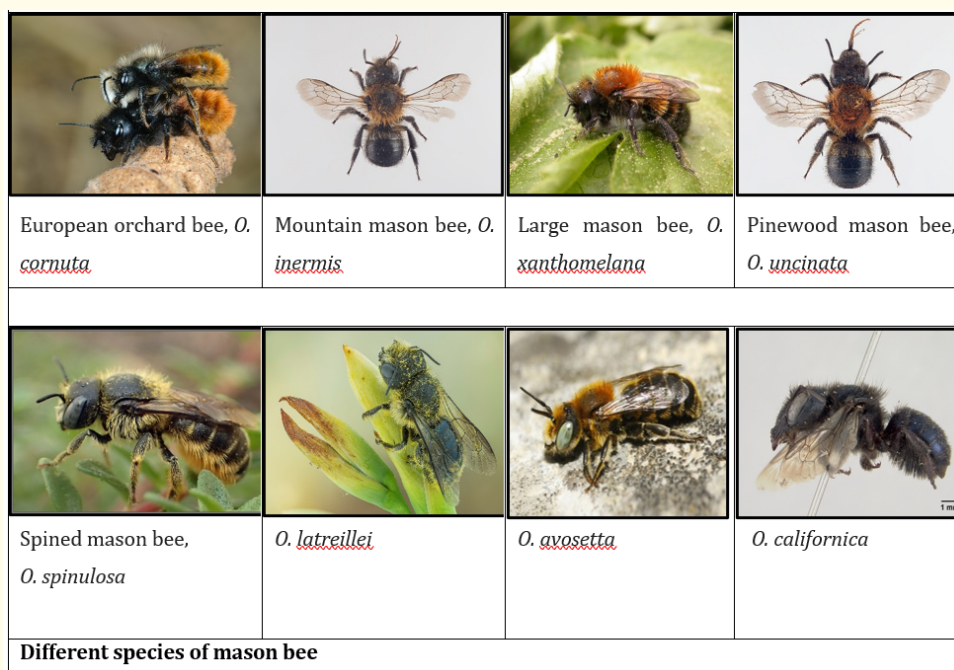 European orchard bee, O.
cornuta
Mountain mason bee, O.
inermis
Large mason bee, O.
xanthomelana
Pinewood mason bee,
O. uncinata
1 m
Spined mason bee,
O. spinulosa
O. latreillei
O. avosetta
O. californica
Different species of mason bee